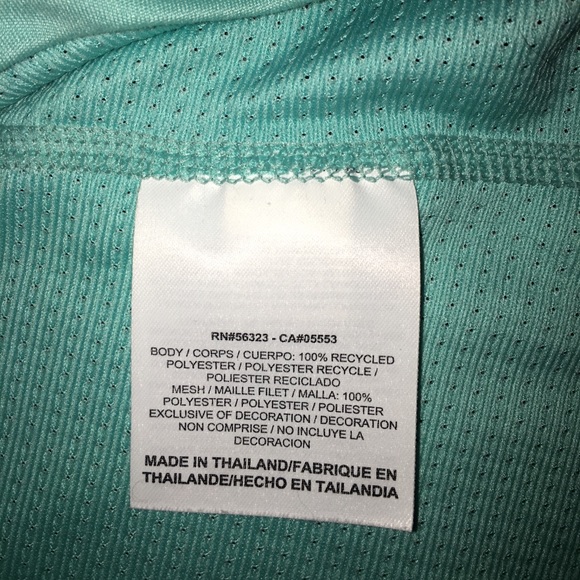 RN#56323 - CA#05553
BODY / CORPS / CUERPO: 100% RECYCLED
POLYESTER / POLYESTER RECYCLE /
POLIESTER RECICLADO
MESH / MAILLE FILET / MALLA: 100%
POLYESTER / POLYESTER / POLIESTER
EXCLUSIVE OF DECORATION / DECORATION
NON COMPRISE / NO INCLUYE LA
DECORACION
MADE IN THAILAND/FABRIQUE EN
THAILANDE/HECHO EN TAILANDIA